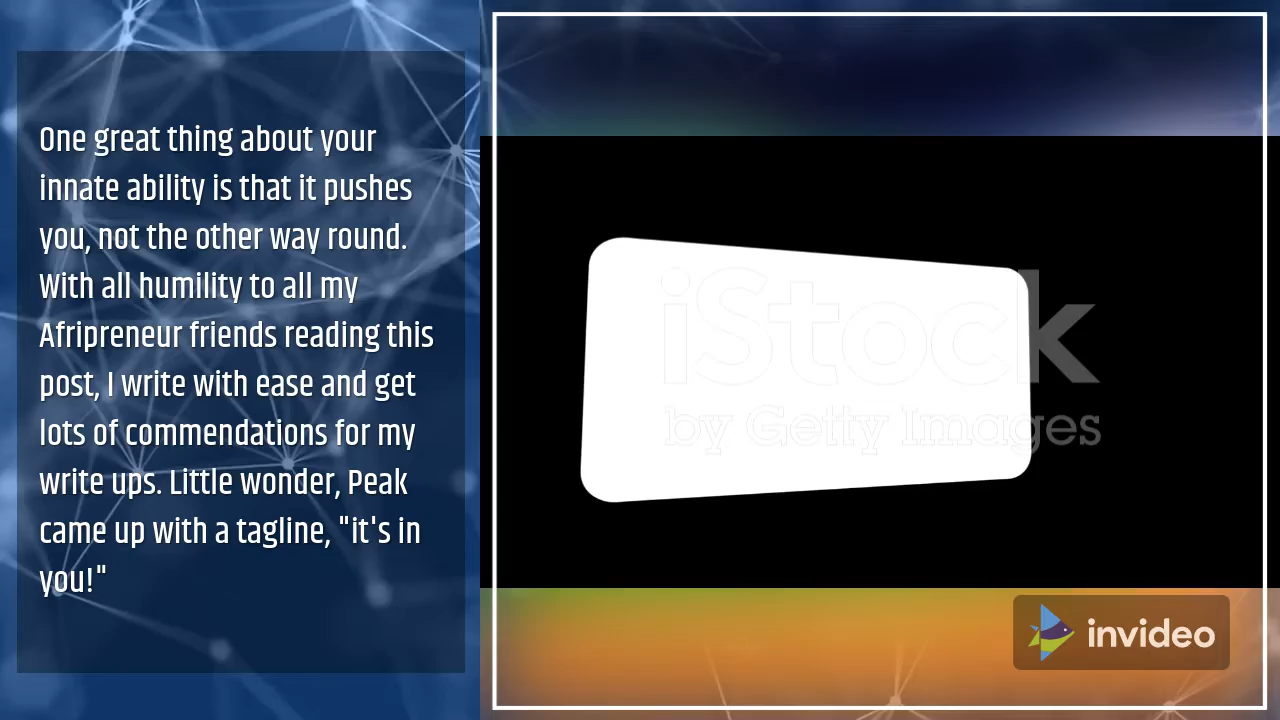 One great thing about your
innate ability is that it pushes
you, not the other way round.
With all humility to all my
Afripreneur friends reading this
post, I write with ease and get
lots of commendations for my
write ups. Little wonder, Peak
came up with a tagline, "it's in
you!"
iStock
by Getty Images
invideo